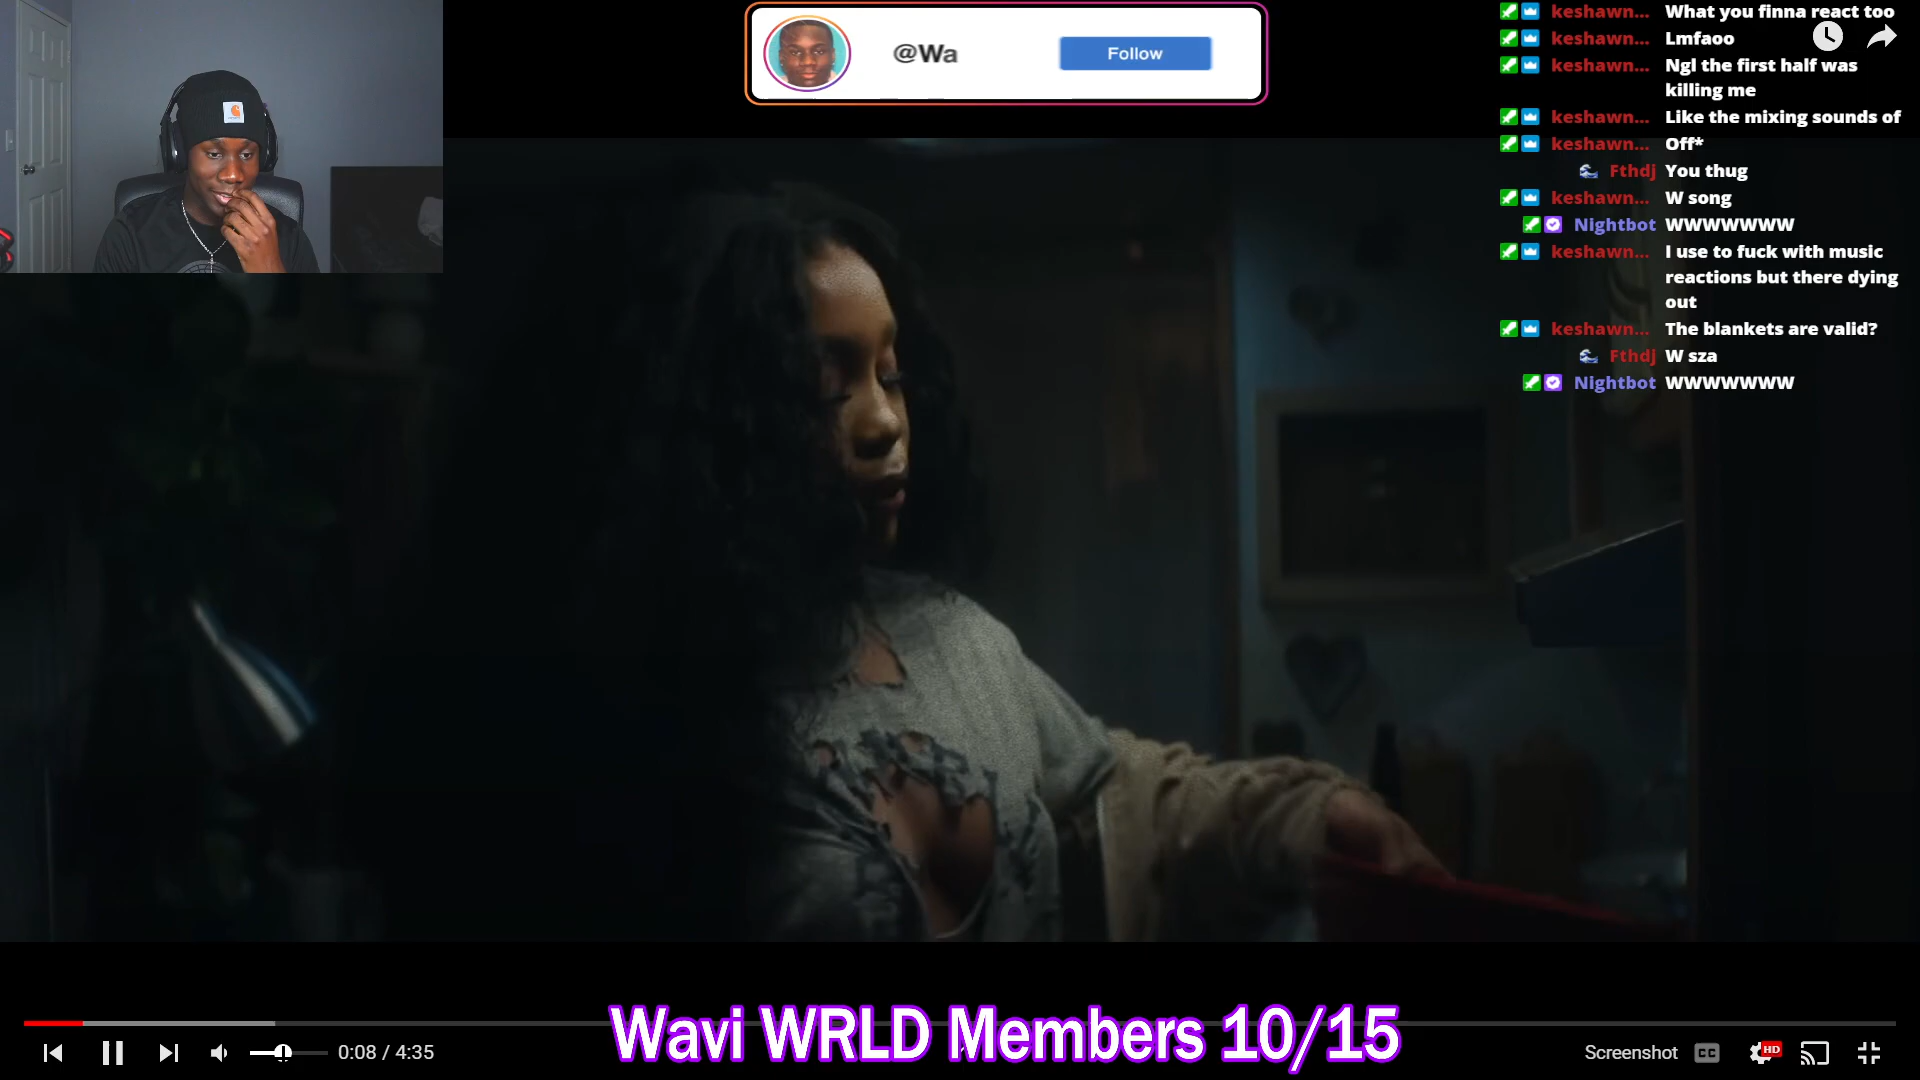 @Wa
Follow
keshawn... What you finna react too
keshawn... Lmfaoo
keshawn... Ngl the first half was
killing me
keshawn... Like the mixing sounds of
keshawn... Off*
Fthdj You thug
keshawn... W song
Nightbot WWWWWWW
keshawn... I use to fuck with music
reactions but there dying
out
keshawn... The blankets are valid?
Fthdj W sza
Nightbot WWWWWWW
Wavi WRLD Members 10/15
0:08 / 4:35
Screenshot
CC
HD